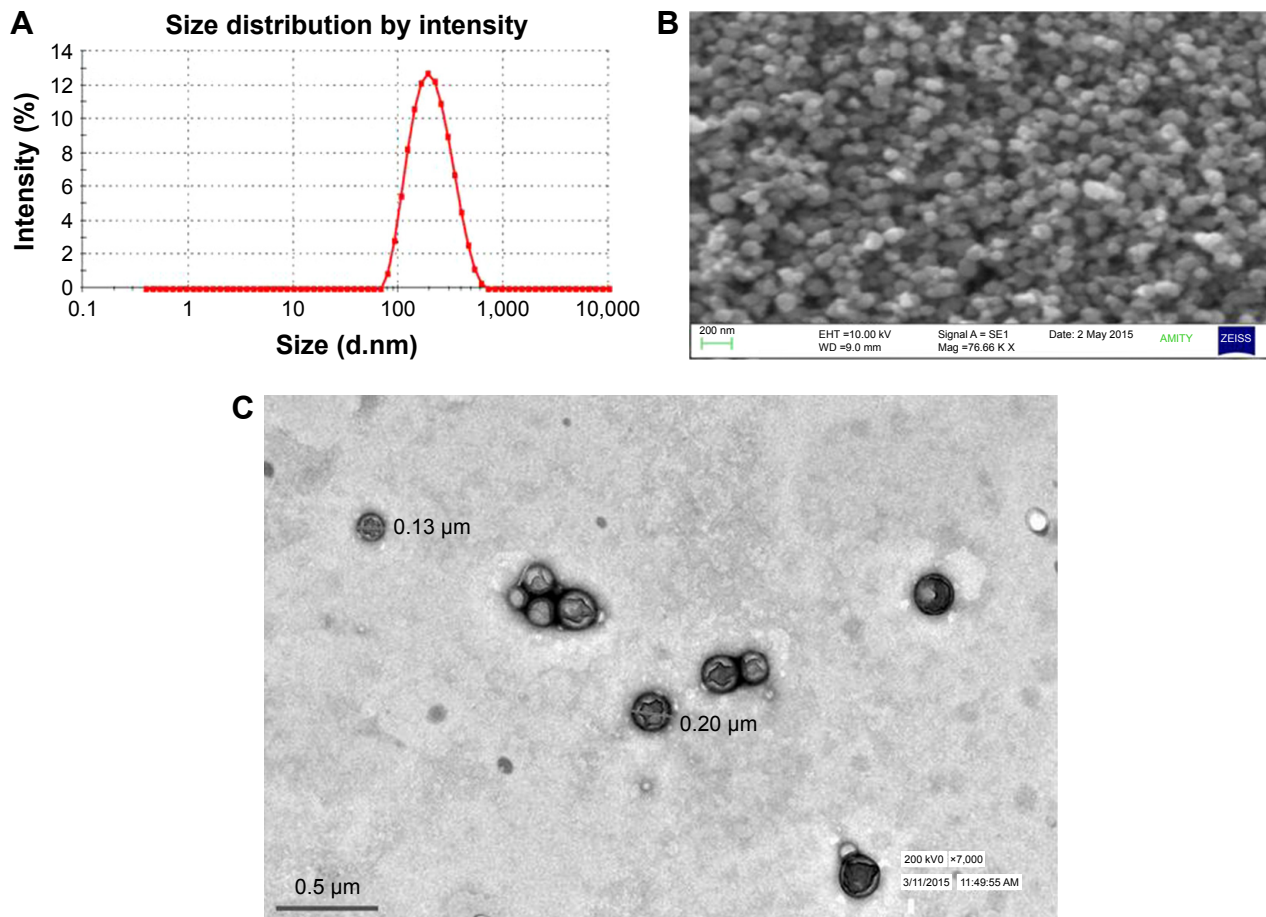 A
Size distribution by intensity
14
12
10
8
6
4
2
0
Intensity (%)
0.1 1 10 100 1,000 10,000
Size (d.nm)
B
200 nm
EHT =10.00 kV Signal A = SE1 Date: 2 May 2015 AMITY ZEISS
WD =9.0 mm Mag =76.66 K X
C
0.13 µm
0.20 µm
0.5 µm
200 kV0 ×7,000
3/11/2015 11:49:55 AM